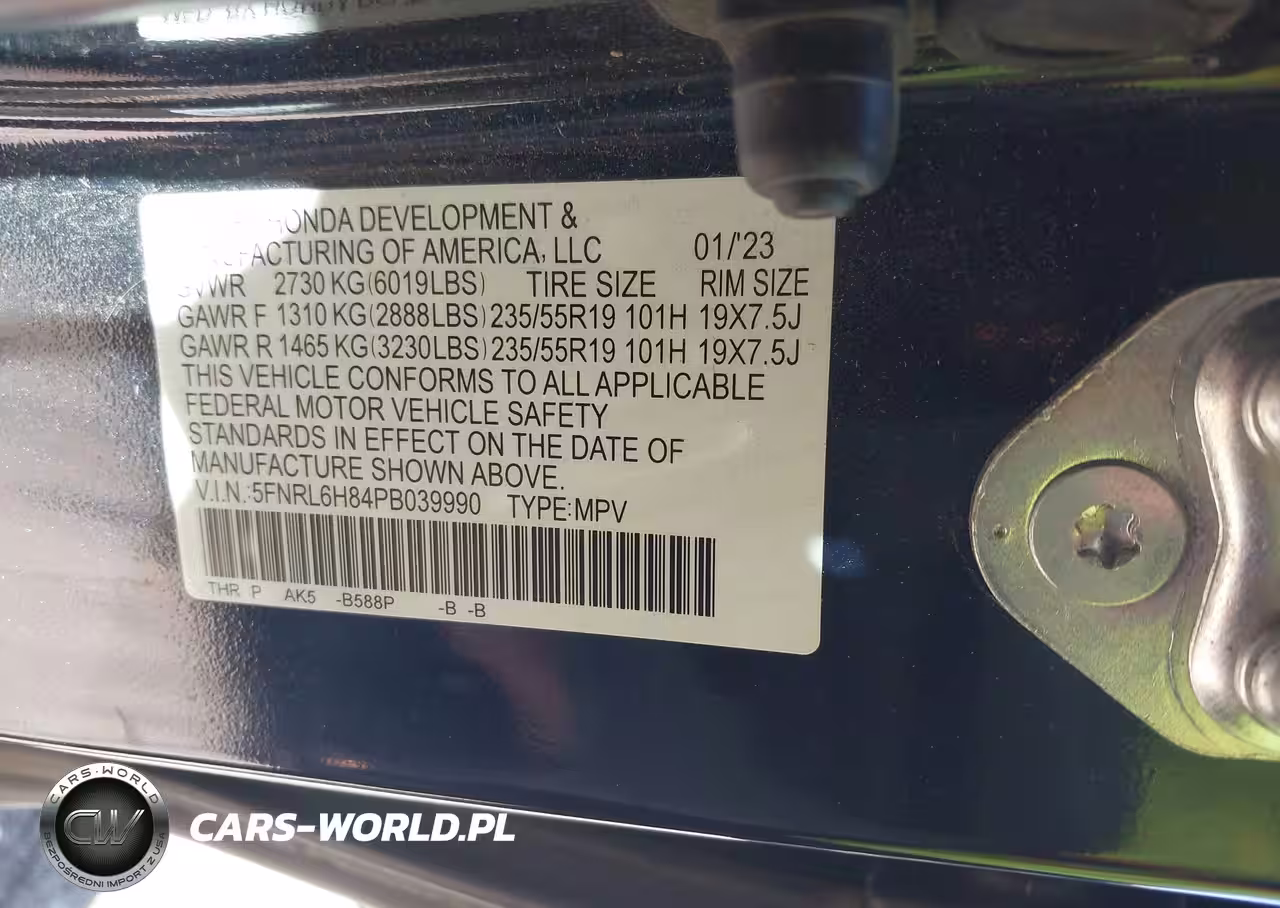 HONDA DEVELOPMENT &
FACTURING OF AMERICA, LLC 01/'23
GVWR 2730 KG(6019LBS) TIRE SIZE RIM SIZE
GAWR F 1310 KG(2888LBS) 235/55R19 101H 19X7.5J
GAWR R 1465 KG(3230LBS) 235/55R19 101H 19X7.5J
THIS VEHICLE CONFORMS TO ALL APPLICABLE
FEDERAL MOTOR VEHICLE SAFETY
STANDARDS IN EFFECT ON THE DATE OF
MANUFACTURE SHOWN ABOVE.
V.I.N.:5FNRL6H84PB039990 TYPE:MPV
THR P AK5 -B588P -B -B
CARS-WORLD
CW
BEZPOŚREDNI IMPORT Z USA
CARS-WORLD.PL